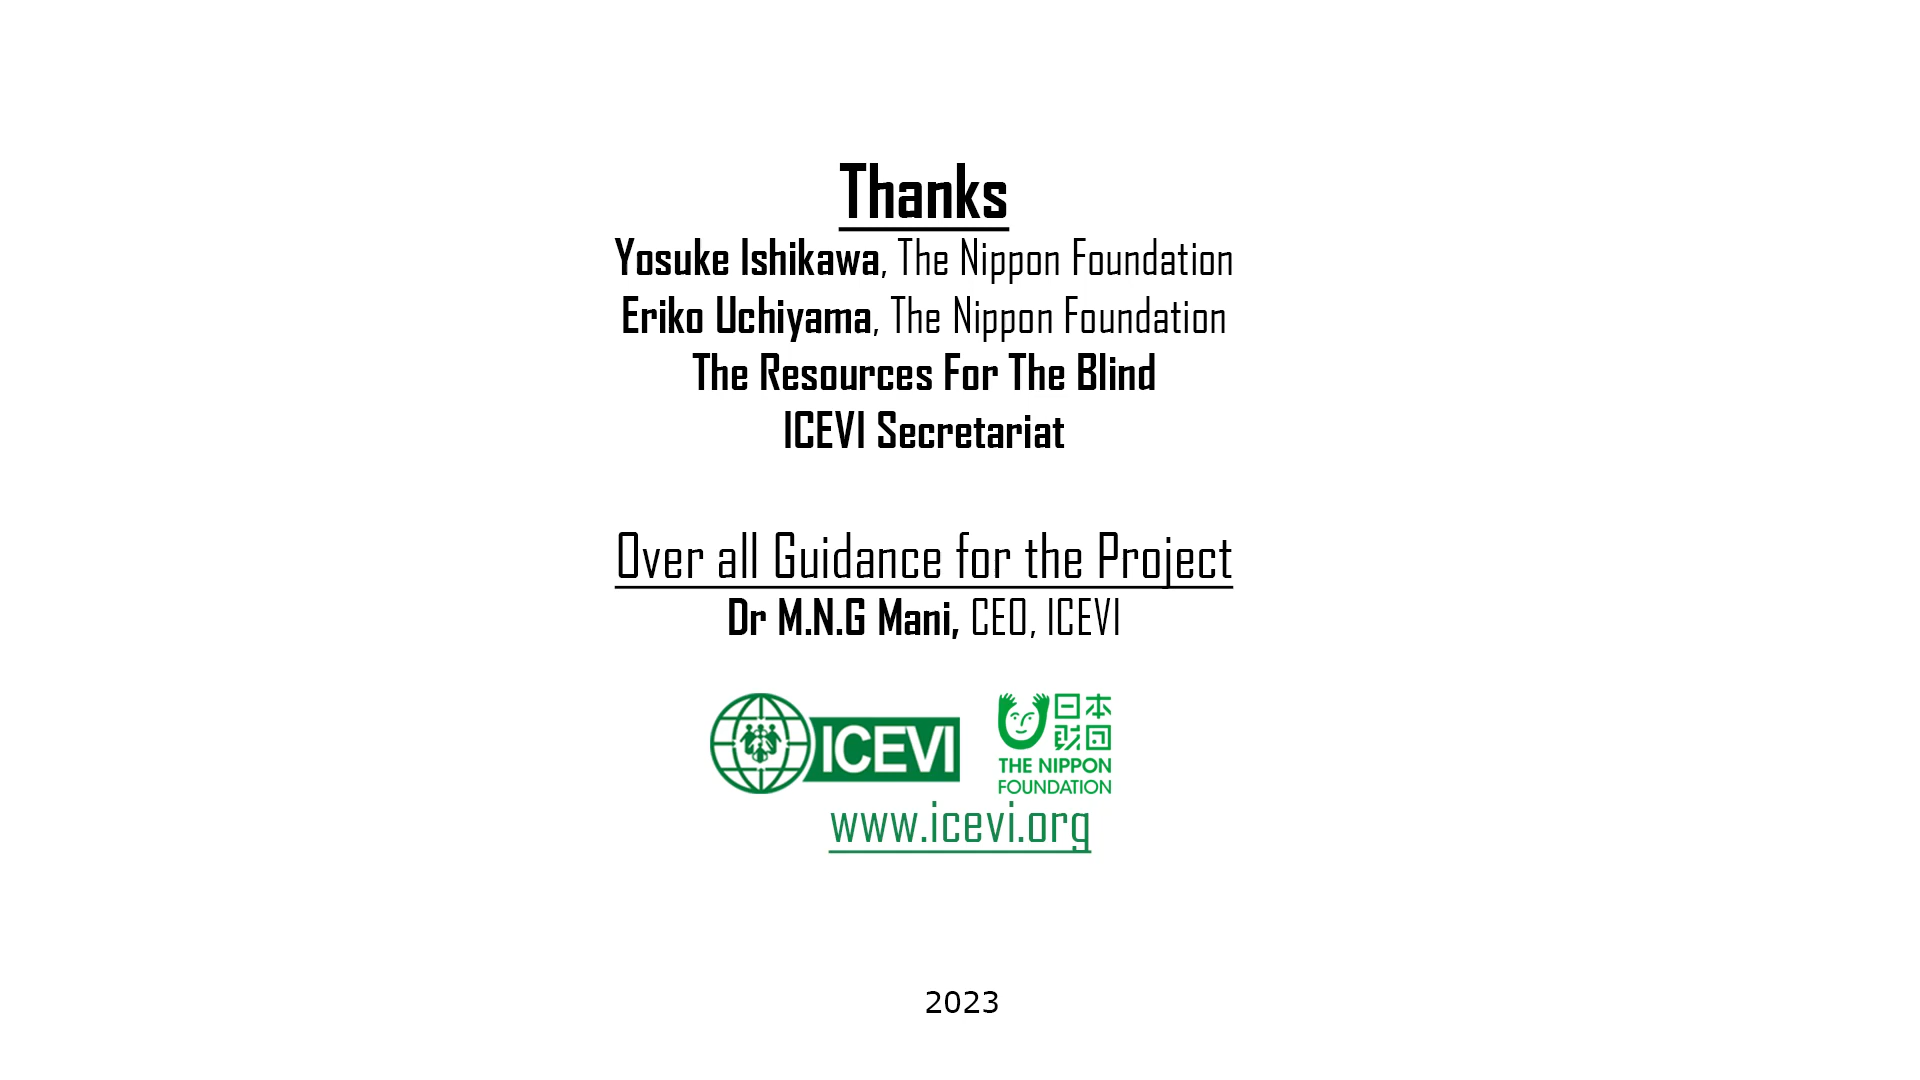 Thanks
Yosuke Ishikawa, The Nippon Foundation
Eriko Uchiyama, The Nippon Foundation
The Resources For The Blind
ICEVI Secretariat
Over all Guidance for the Project
Dr M.N.G Mani, CEO, ICEVI
ICEVI
日本
財団
THE NIPPON
FOUNDATION
www.icevi.org
2023